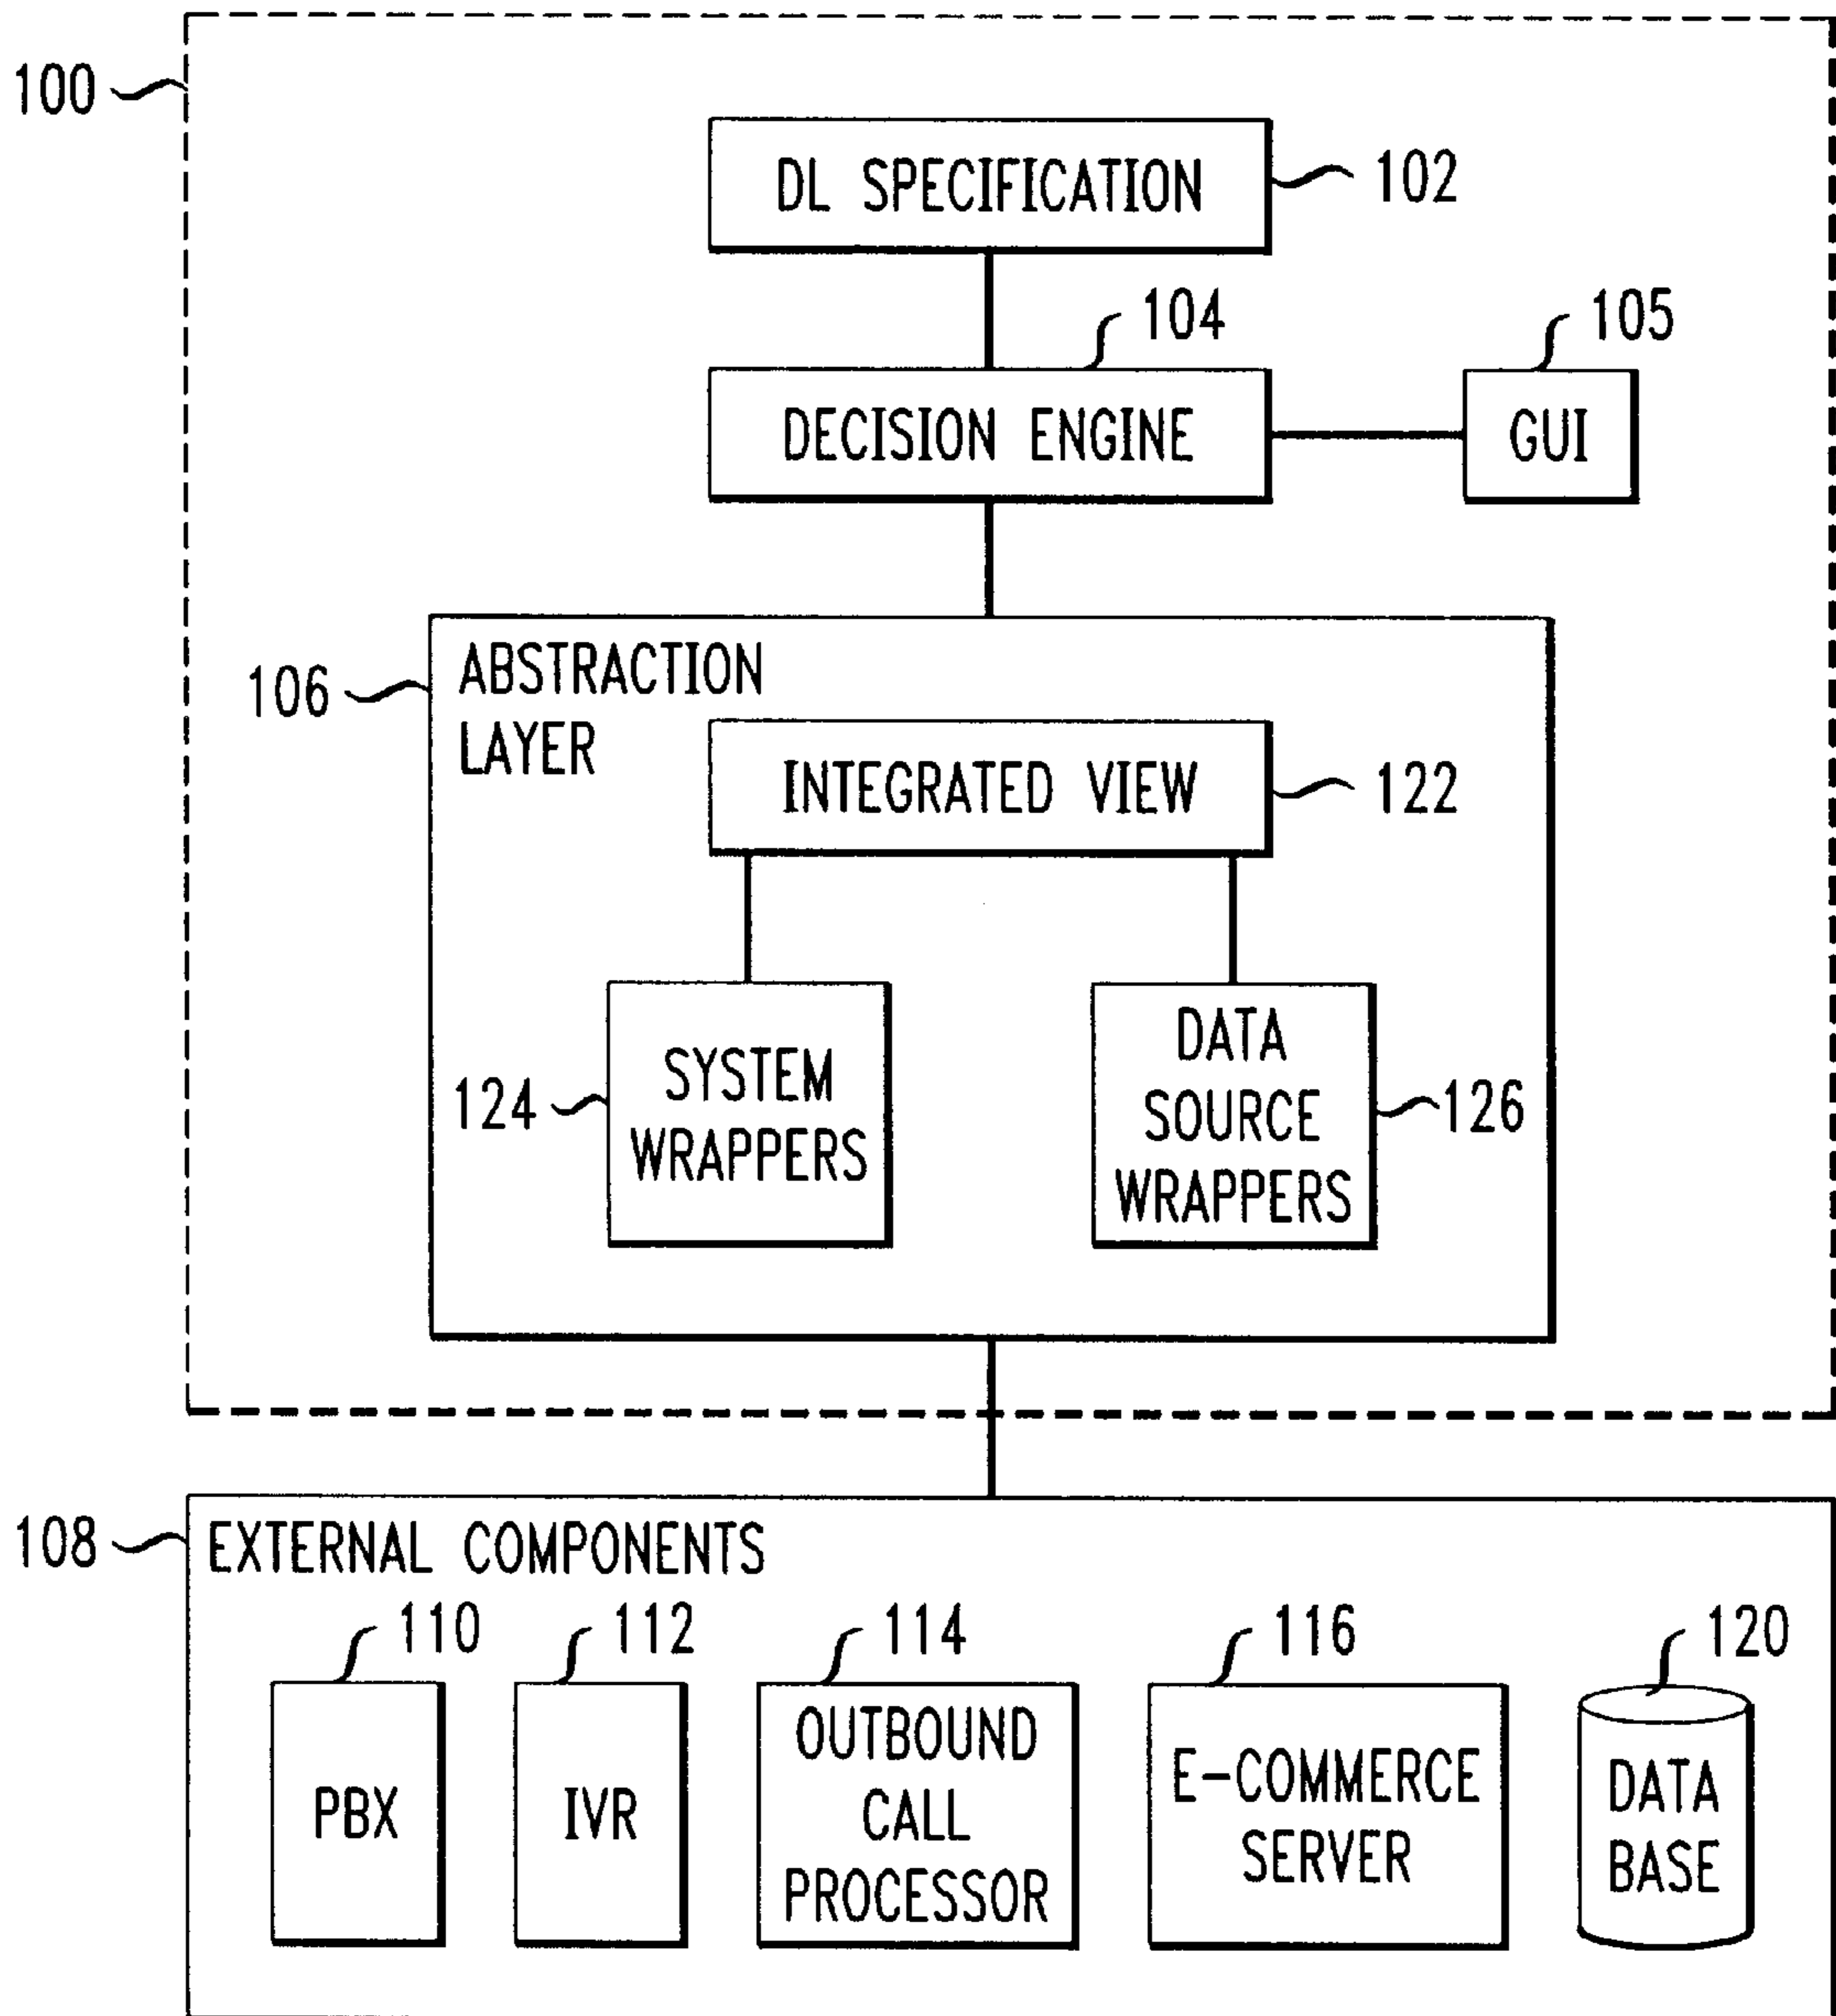 100
DL SPECIFICATION
102
104
105
DECISION ENGINE
GUI
106
ABSTRACTION
LAYER
INTEGRATED VIEW
122
124
SYSTEM
WRAPPERS
DATA
SOURCE
WRAPPERS
126
108
EXTERNAL COMPONENTS
110
112
114
116
120
PBX
IVR
OUTBOUND
CALL
PROCESSOR
E-COMMERCE
SERVER
DATA
BASE